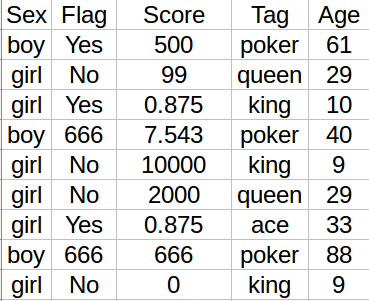 Sex Flag Score Tag Age
boy Yes 500 poker 61
girl No 99 queen 29
girl Yes 0.875 king 10
boy 666 7.543 poker 40
girl No 10000 king 9
girl No 2000 queen 29
girl Yes 0.875 ace 33
boy 666 666 poker 88
girl No 0 king 9